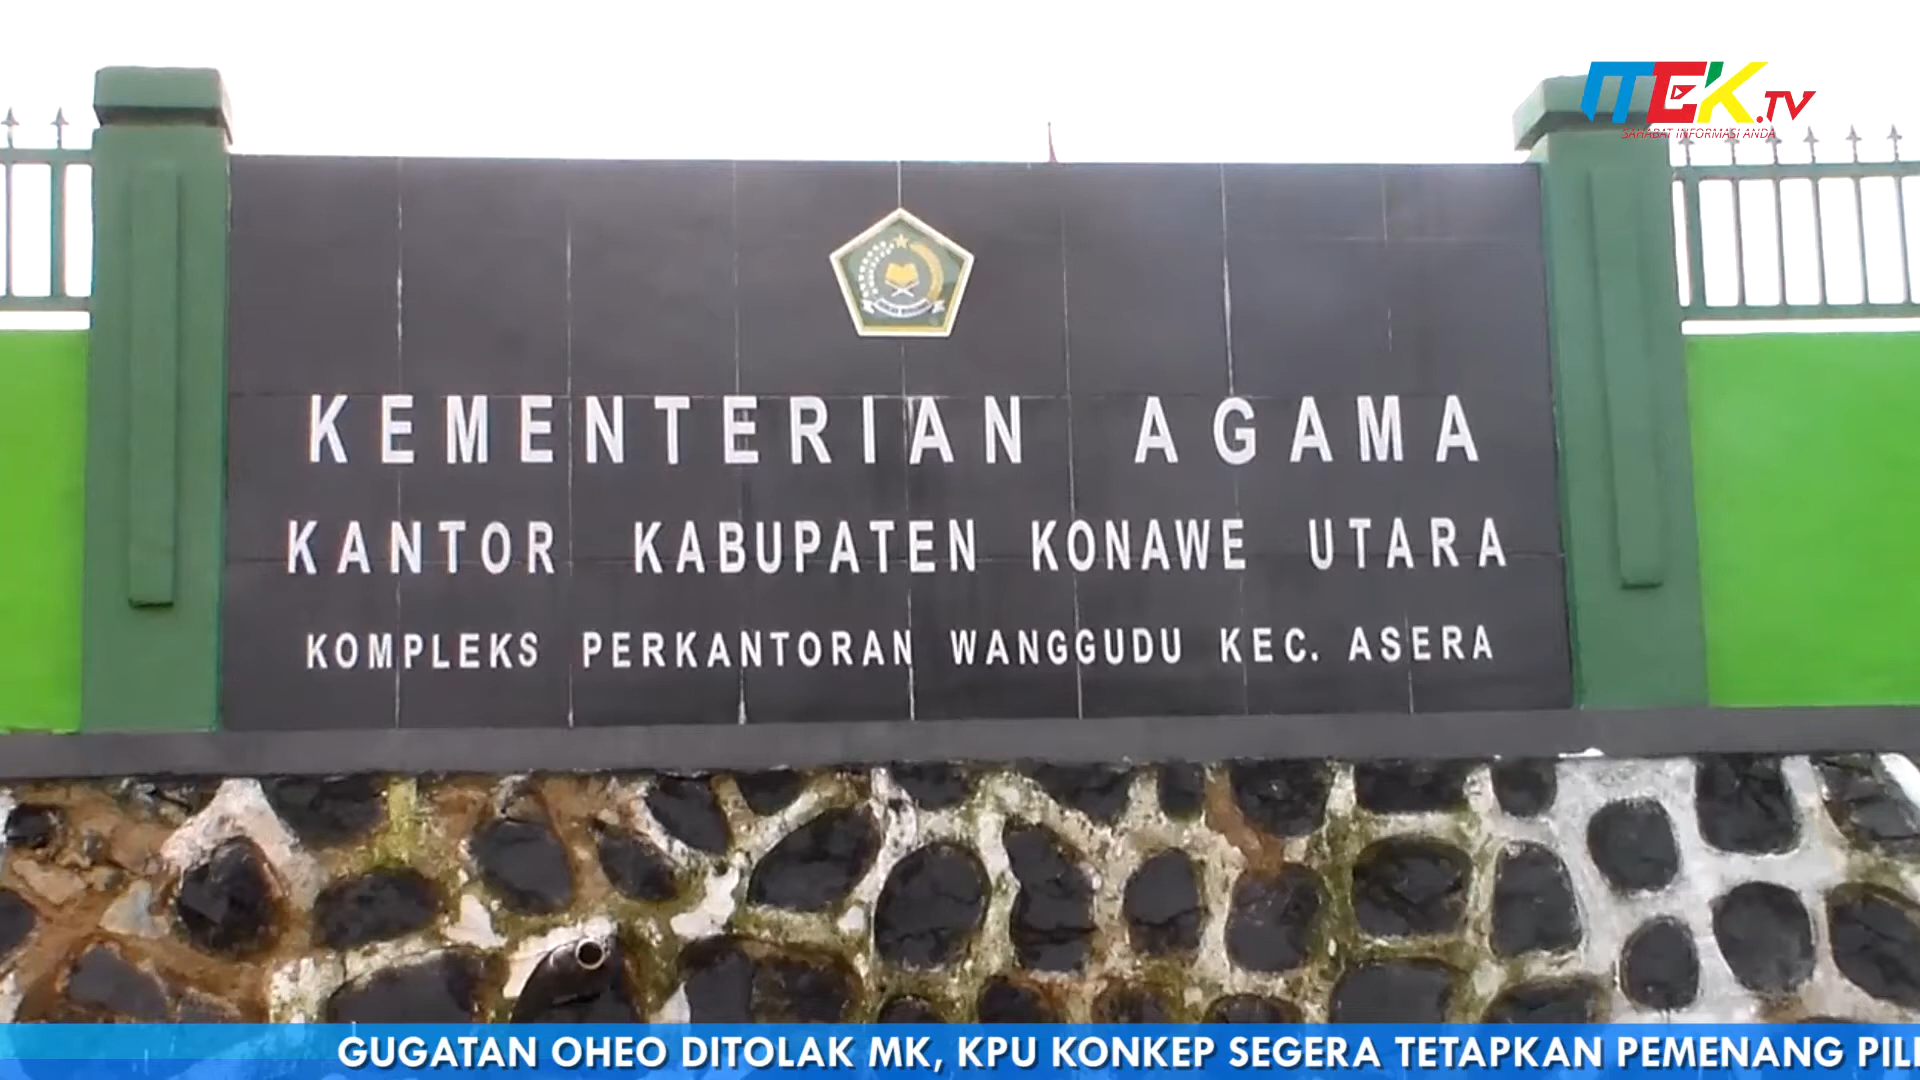 ITEK.TV
SAHABAT INFORMASI ANDA
KEMENTERIAN AGAMA
KANTOR KABUPATEN KONAWE UTARA
KOMPLEKS PERKANTORAN WANGGUDU KEC. ASERA
GUGATAN OHEO DITOLAK MK, KPU KONKEP SEGERA TETAPKAN PEMENANG